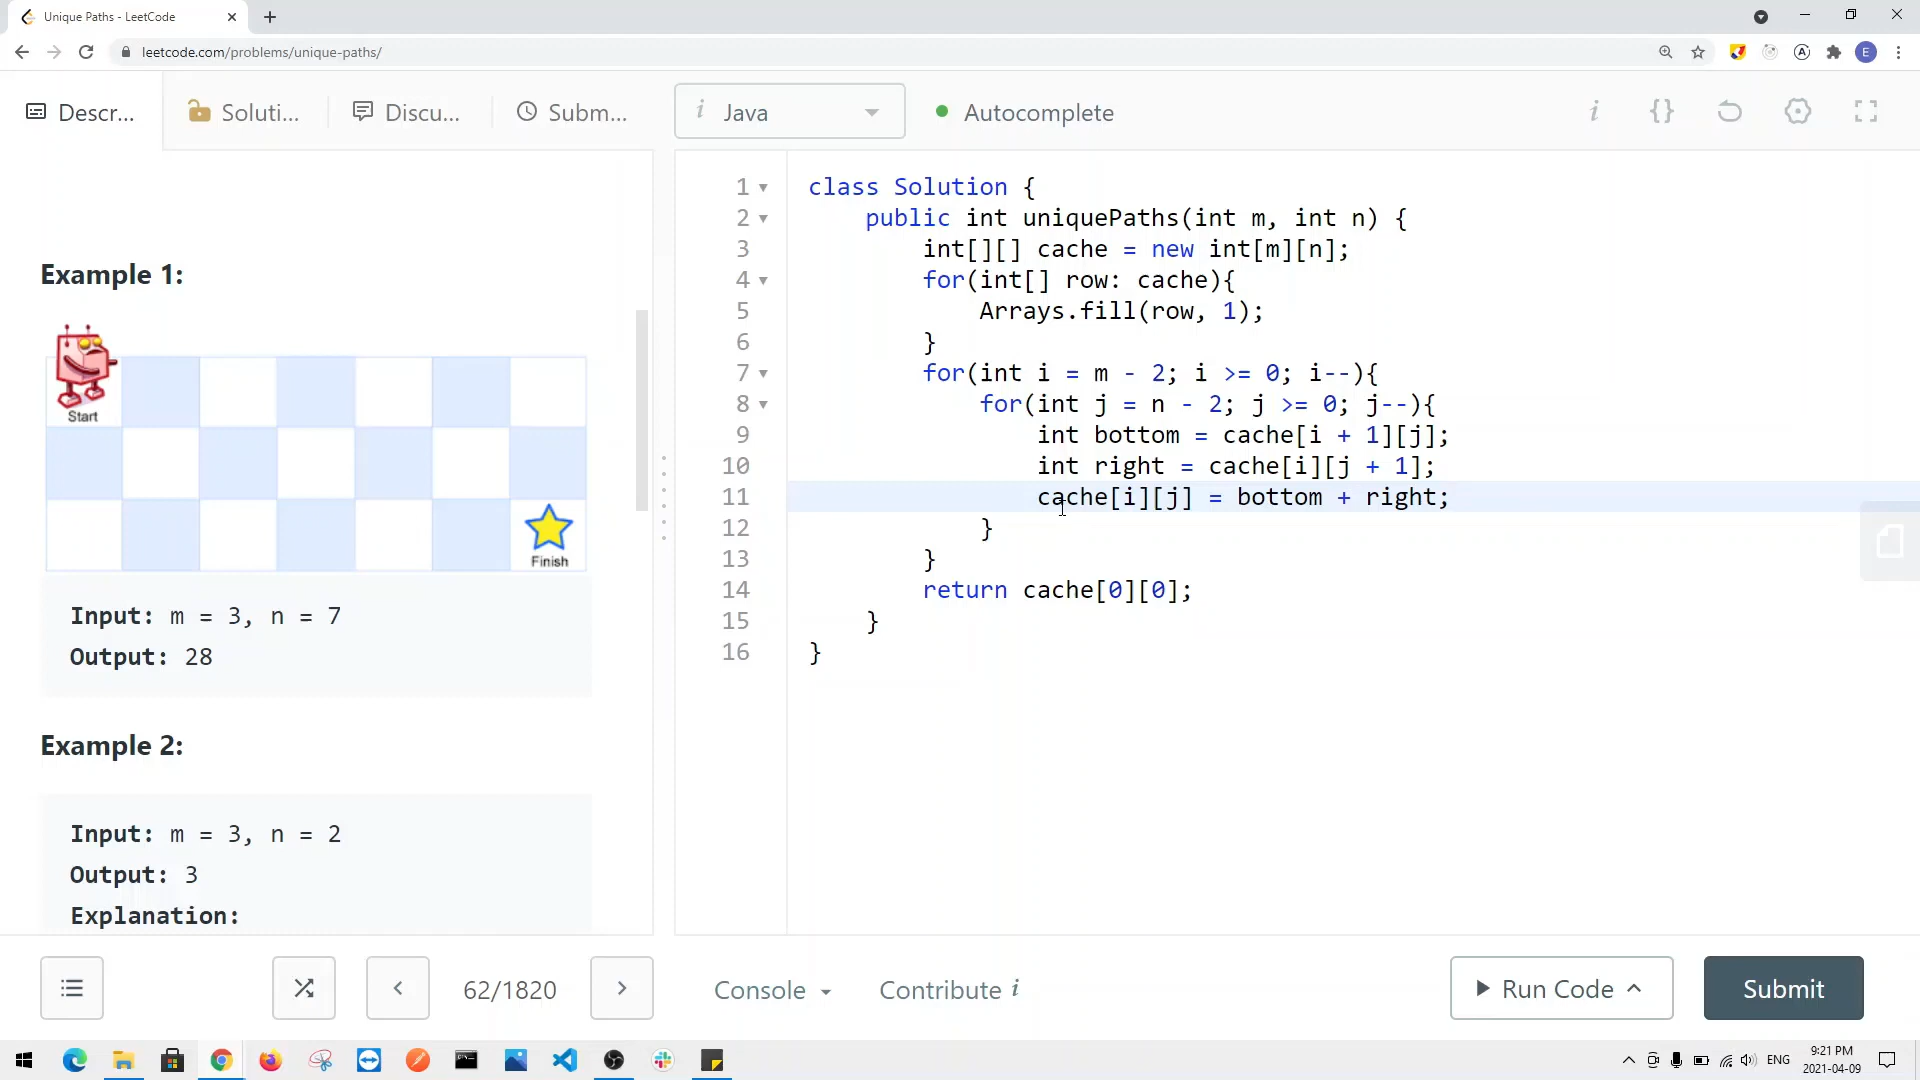 Unique Paths - LeetCode
leetcode.com/problems/unique-paths/
E
Descr...
Soluti...
Discu...
Subm...
i Java
Autocomplete
i {}
Example 1:
Start
Finish
Input: m = 3, n = 7
Output: 28
Example 2:
Input: m = 3, n = 2
Output: 3
Explanation:
1 class Solution {
2 public int uniquePaths(int m, int n) {
3 int[][] cache = new int[m][n];
4 for(int[] row: cache){
5 Arrays.fill(row, 1);
6 }
7 for(int i = m - 2; i >= 0; i--){
8 for(int j = n - 2; j >= 0; j--){
9 int bottom = cache[i + 1][j];
10 int right = cache[i][j + 1];
11 cache[i][j] = bottom + right;
12 }
13 }
14 return cache[0][0];
15 }
16 }
62/1820
Console
Contribute i
Run Code
Submit
ENG
9:21 PM
2021-04-09